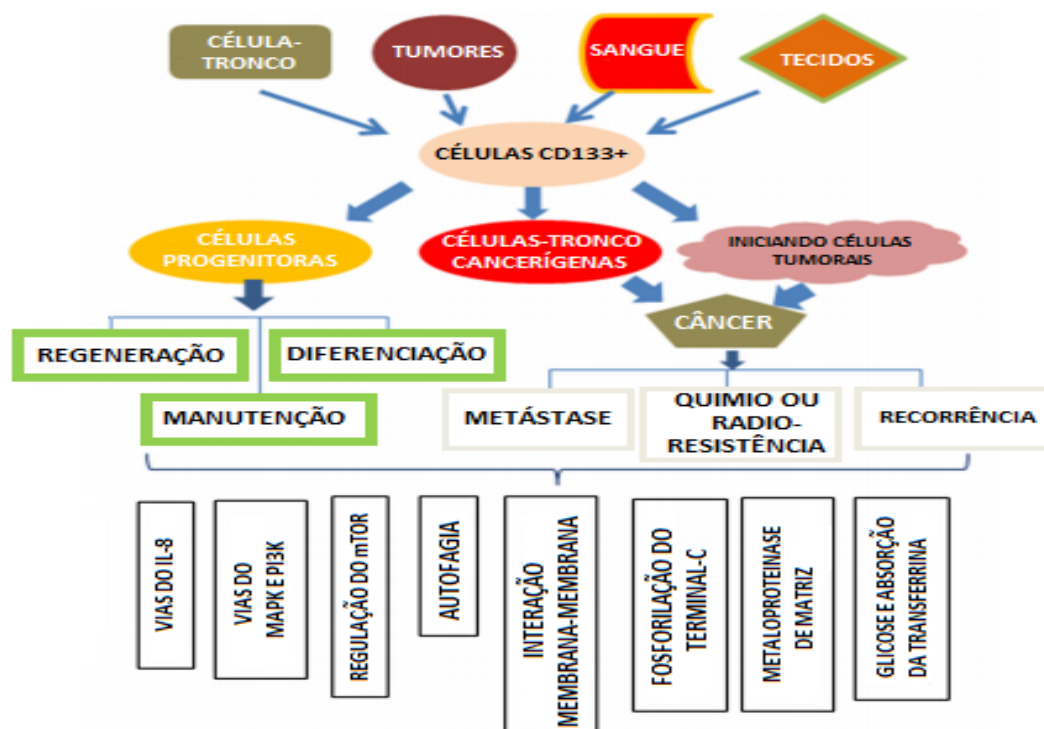 CÉLULA-
TRONCO
TUMORES
SANGUE
TECIDOS
CÉLULAS CD133+
CÉLULAS
PROGENITORAS
CÉLULAS-TRONCO
CANCERÍGENAS
INICIANDO CÉLULAS
TUMORAIS
CÂNCER
REGENERAÇÃO
DIFERENCIAÇÃO
MANUTENÇÃO
METÁSTASE
QUIMIO OU
RADIO-
RESISTÊNCIA
RECORRÊNCIA
VIAS DO IL-8
VIAS DO
MAPK E PI3K
REGULAÇÃO DO mTOR
AUTOFAGIA
INTERAÇÃO
MEMBRANA-MEMBRANA
FOSFORILAÇÃO DO
TERMINAL-C
METALOPROTEINASE
DE MATRIZ
GLICOSE E ABSORÇÃO
DA TRANSFERRINA